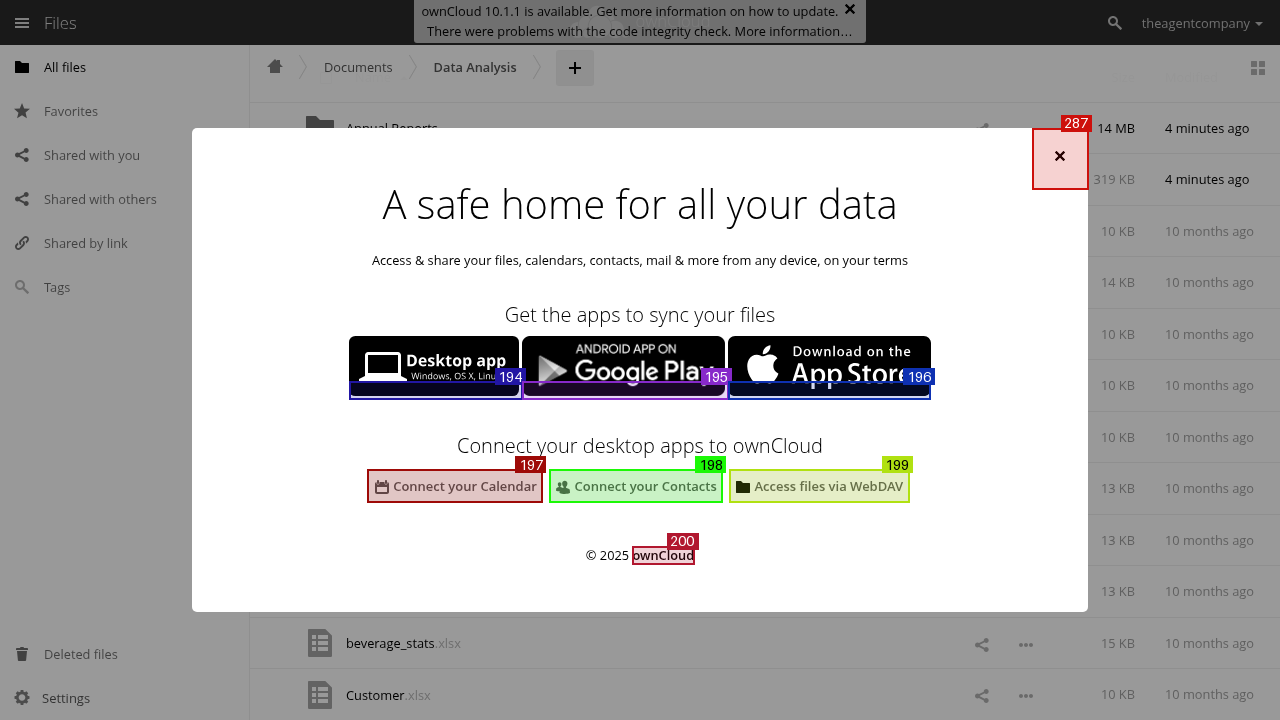 Files
ownCloud 10.1.1 is available. Get more information on how to update.
There were problems with the code integrity check. More information…
theagentcompany
All files
Documents
Data Analysis
Favorites
Shared with you
Shared with others
Shared by link
Tags
Annual Reports
14 MB
4 minutes ago
319 KB
4 minutes ago
10 KB
10 months ago
14 KB
10 months ago
10 KB
10 months ago
10 KB
10 months ago
10 KB
10 months ago
13 KB
10 months ago
13 KB
10 months ago
13 KB
10 months ago
287
A safe home for all your data
Access & share your files, calendars, contacts, mail & more from any device, on your terms
Get the apps to sync your files
Desktop app
Windows, OS X,
194
ANDROID APP ON
Google Play
195
Download on the
App Store
196
Connect your desktop apps to ownCloud
197
198
199
Connect your Calendar
Connect your Contacts
Access files via WebDAV
200
© 2025 ownCloud
beverage_stats.xlsx
15 KB
10 months ago
Customer.xlsx
10 KB
10 months ago
Deleted files
Settings